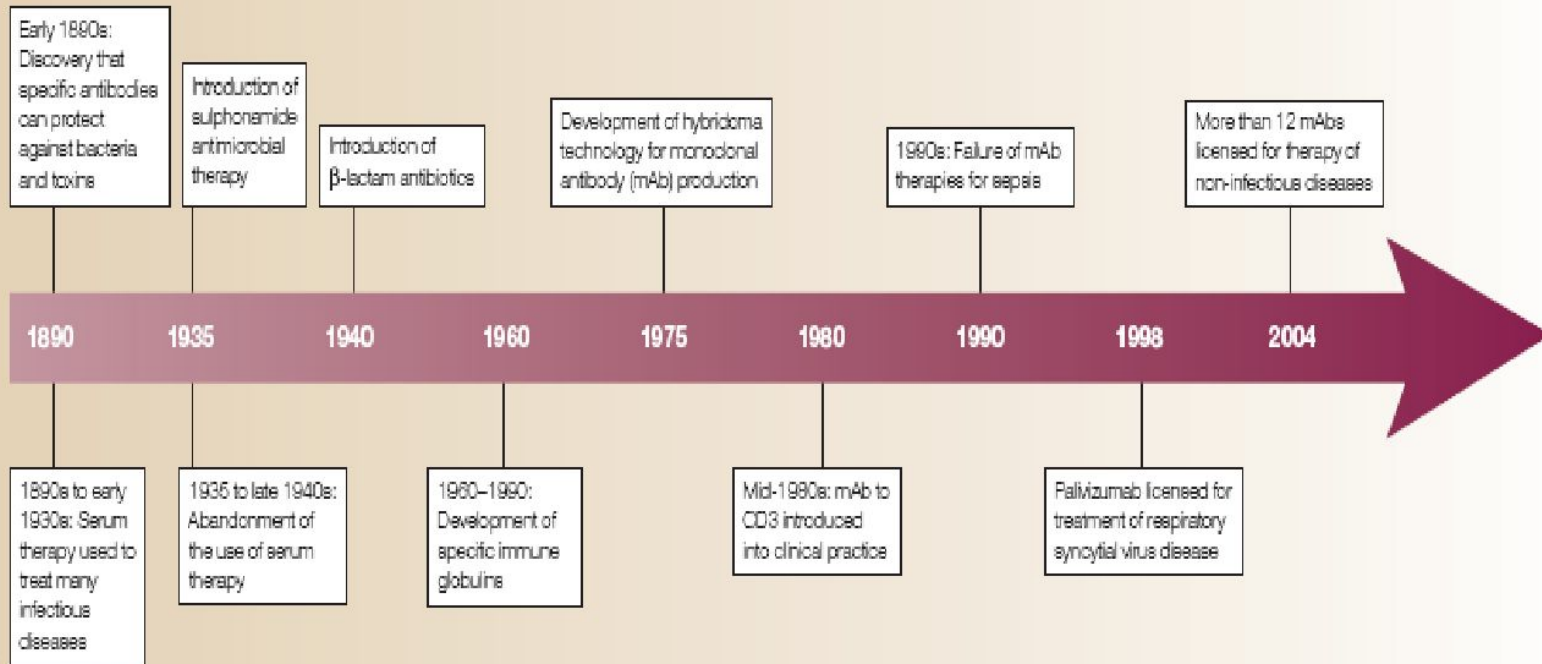 Early 1890s:
Discovery that
specific antibodies
can protect
against bacteria
and toxins
Introduction of
sulphonamide
antimicrobial
therapy
Introduction of
β-lactam antibiotics
Development of hybridoma
technology for monoclonal
antibody (mAb) production
1990s: Failure of mAb
therapies for sepsis
More than 12 mAbs
licensed for therapy of
non-infectious diseases
1890 1935 1940 1960 1975 1980 1990 1998 2004
1890s to early
1930s: Serum
therapy used to
treat many
infectious
diseases
1935 to late 1940s:
Abandonment of
the use of serum
therapy
1960–1990:
Development of
specific immune
globulins
Mid-1980s: mAb to
CD3 introduced
into clinical practice
Palivizumab licensed for
treatment of respiratory
syncytial virus disease